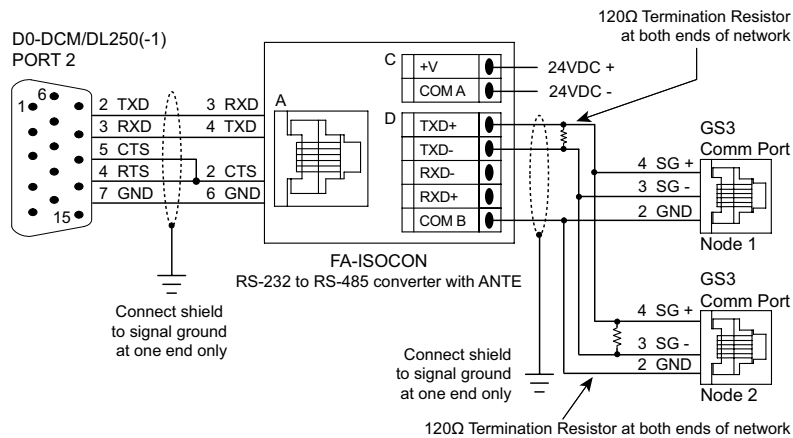 120Ω Termination Resistor
at both ends of network
D0-DCM/DL250(-1)
PORT 2
6
1
15
2 TXD
3 RXD
5 CTS
4 RTS
7 GND
3 RXD
4 TXD
2 CTS
6 GND
A
C
+V
COM A
24VDC +
24VDC -
D
TXD+
TXD-
RXD-
RXD+
COM B
FA-ISOCON
RS-232 to RS-485 converter with ANTE
Connect shield
to signal ground
at one end only
GS3
Comm Port
4 SG +
3 SG -
2 GND
Node 1
GS3
Comm Port
4 SG +
3 SG -
2 GND
Node 2
Connect shield
to signal ground
at one end only
120Ω Termination Resistor at both ends of network